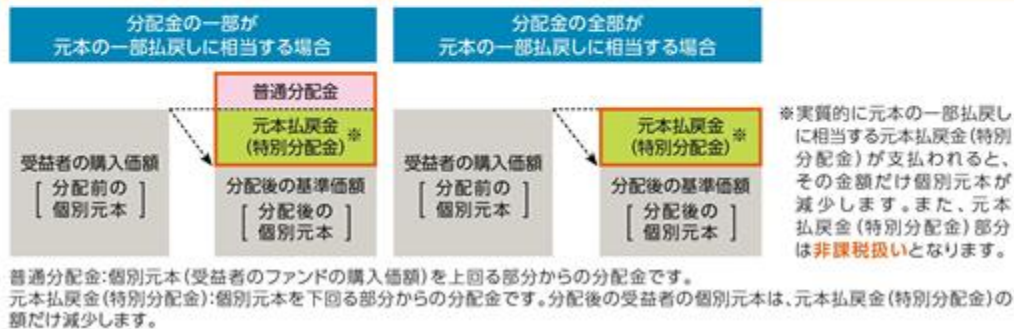 分配金の一部が
元本の一部払戻しに相当する場合
分配金の全部が
元本の一部払戻しに相当する場合
普通分配金
元本払戻金
(特別分配金)
※
受益者の購入価額
[分配前の
個別元本]
分配後の基準価額
[分配後の
個別元本]
元本払戻金
(特別分配金)
※
受益者の購入価額
[分配前の
個別元本]
分配後の基準価額
[分配後の
個別元本]
※実質的に元本の一部払戻し
に相当する元本払戻金(特別
分配金)が支払われると、
その金額だけ個別元本が
減少します。また、元本
払戻金(特別分配金)部分
は非課税扱いとなります。
普通分配金:個別元本(受益者のファンドの購入価額)を上回る部分からの分配金です。
元本払戻金(特別分配金):個別元本を下回る部分からの分配金です。分配後の受益者の個別元本は、元本払戻金(特別分配金)の
額だけ減少します。